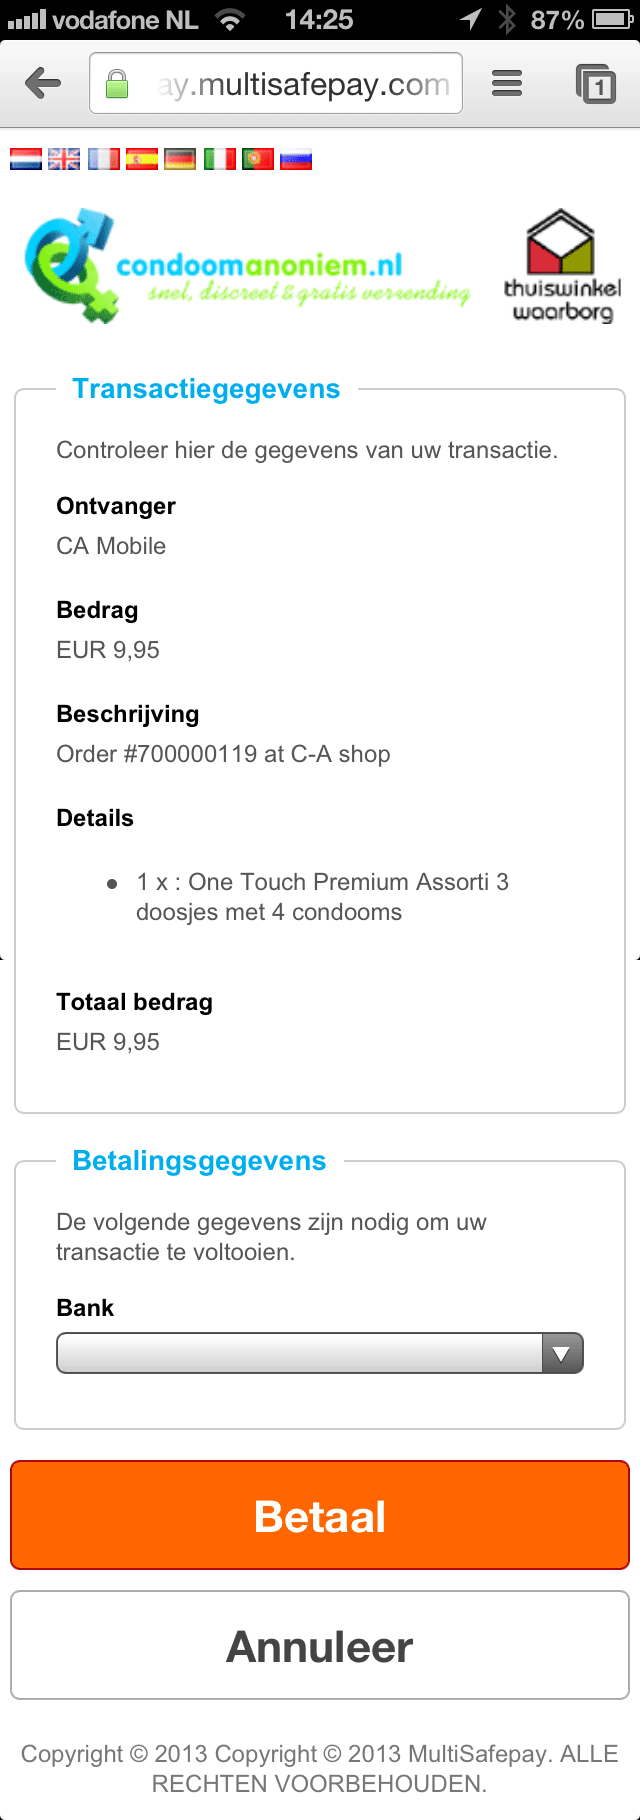 vodafone NL 14:25 87%
ay.multisafepay.com 1
condoomanoniem.nl
snel, discreet & gratis verzending
thuiswinkel
waarborg
Transactiegegevens
Controleer hier de gegevens van uw transactie.
Ontvanger
CA Mobile
Bedrag
EUR 9,95
Beschrijving
Order #700000119 at C-A shop
Details
• 1 x : One Touch Premium Assorti 3
doosjes met 4 condooms
Totaal bedrag
EUR 9,95
Betalingsgegevens
De volgende gegevens zijn nodig om uw
transactie te voltooien.
Bank
Betaal
Annuleer
Copyright © 2013 Copyright © 2013 MultiSafepay. ALLE
RECHTEN VOORBEHOUDEN.